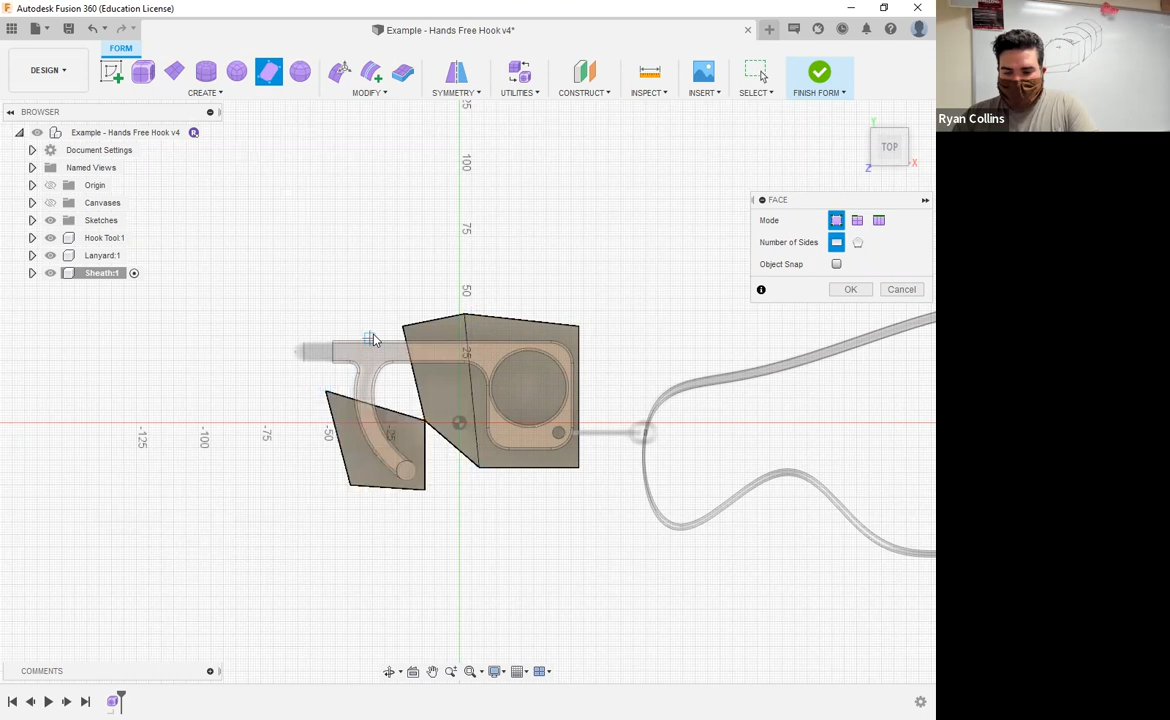 Autodesk Fusion 360 (Education License)
Example - Hands Free Hook v4*
FORM
DESIGN
CREATE
MODIFY
SYMMETRY
UTILITIES
CONSTRUCT
INSPECT
INSERT
SELECT
FINISH FORM
BROWSER
Example - Hands Free Hook v4
R
Document Settings
Named Views
Origin
Canvases
Sketches
Hook Tool:1
Lanyard:1
Sheath:1
Ryan Collins
Y
TOP
X
Z
FACE
Mode
Number of Sides
Object Snap
OK
Cancel
100
75
50
25
-125
-100
-75
-50
-25
COMMENTS